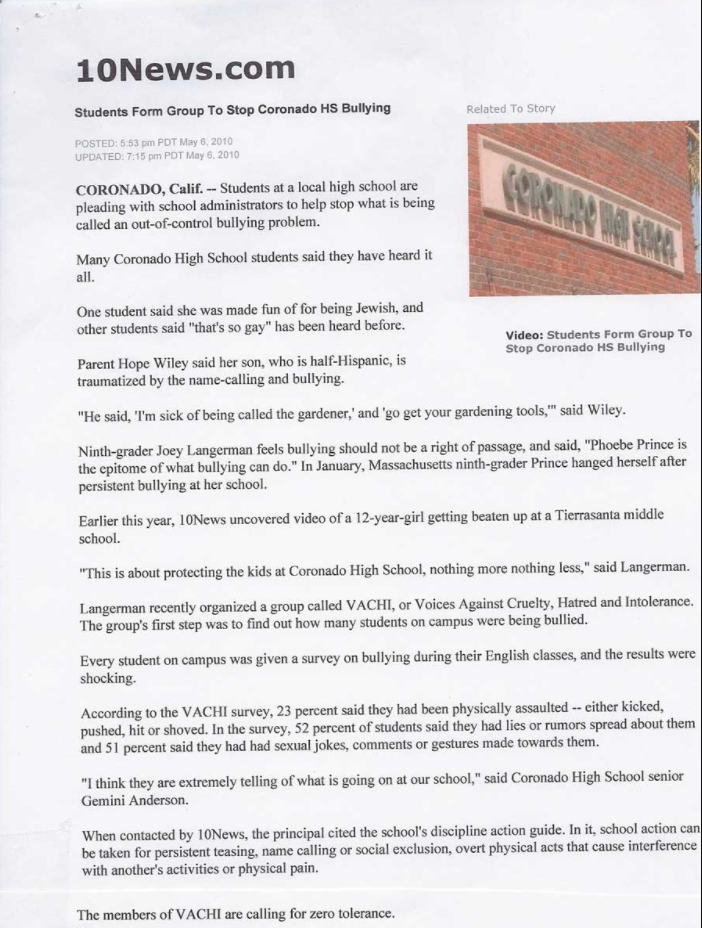 10News.com
Students Form Group To Stop Coronado HS Bullying
POSTED: 5:53 pm PDT May 6, 2010
UPDATED: 7:15 pm PDT May 6, 2010
CORONADO, Calif. -- Students at a local high school are
pleading with school administrators to help stop what is being
called an out-of-control bullying problem.
Many Coronado High School students said they have heard it
all.
One student said she was made fun of for being Jewish, and
other students said "that's so gay" has been heard before.
Parent Hope Wiley said her son, who is half-Hispanic, is
traumatized by the name-calling and bullying.
Related To Story
CORONADO HIGH SCHOOL
Video: Students Form Group To
Stop Coronado HS Bullying
"He said, 'I'm sick of being called the gardener,' and 'go get your gardening tools,'" said Wiley.
Ninth-grader Joey Langerman feels bullying should not be a right of passage, and said, "Phoebe Prince is
the epitome of what bullying can do." In January, Massachusetts ninth-grader Prince hanged herself after
persistent bullying at her school.
Earlier this year, 10News uncovered video of a 12-year-girl getting beaten up at a Tierrasanta middle
school.
"This is about protecting the kids at Coronado High School, nothing more nothing less," said Langerman.
Langerman recently organized a group called VACHI, or Voices Against Cruelty, Hatred and Intolerance.
The group's first step was to find out how many students on campus were being bullied.
Every student on campus was given a survey on bullying during their English classes, and the results were
shocking.
According to the VACHI survey, 23 percent said they had been physically assaulted -- either kicked,
pushed, hit or shoved. In the survey, 52 percent of students said they had lies or rumors spread about them
and 51 percent said they had had sexual jokes, comments or gestures made towards them.
"I think they are extremely telling of what is going on at our school," said Coronado High School senior
Gemini Anderson.
When contacted by 10News, the principal cited the school's discipline action guide. In it, school action can
be taken for persistent teasing, name calling or social exclusion, overt physical acts that cause interference
with another's activities or physical pain.
The members of VACHI are calling for zero tolerance.